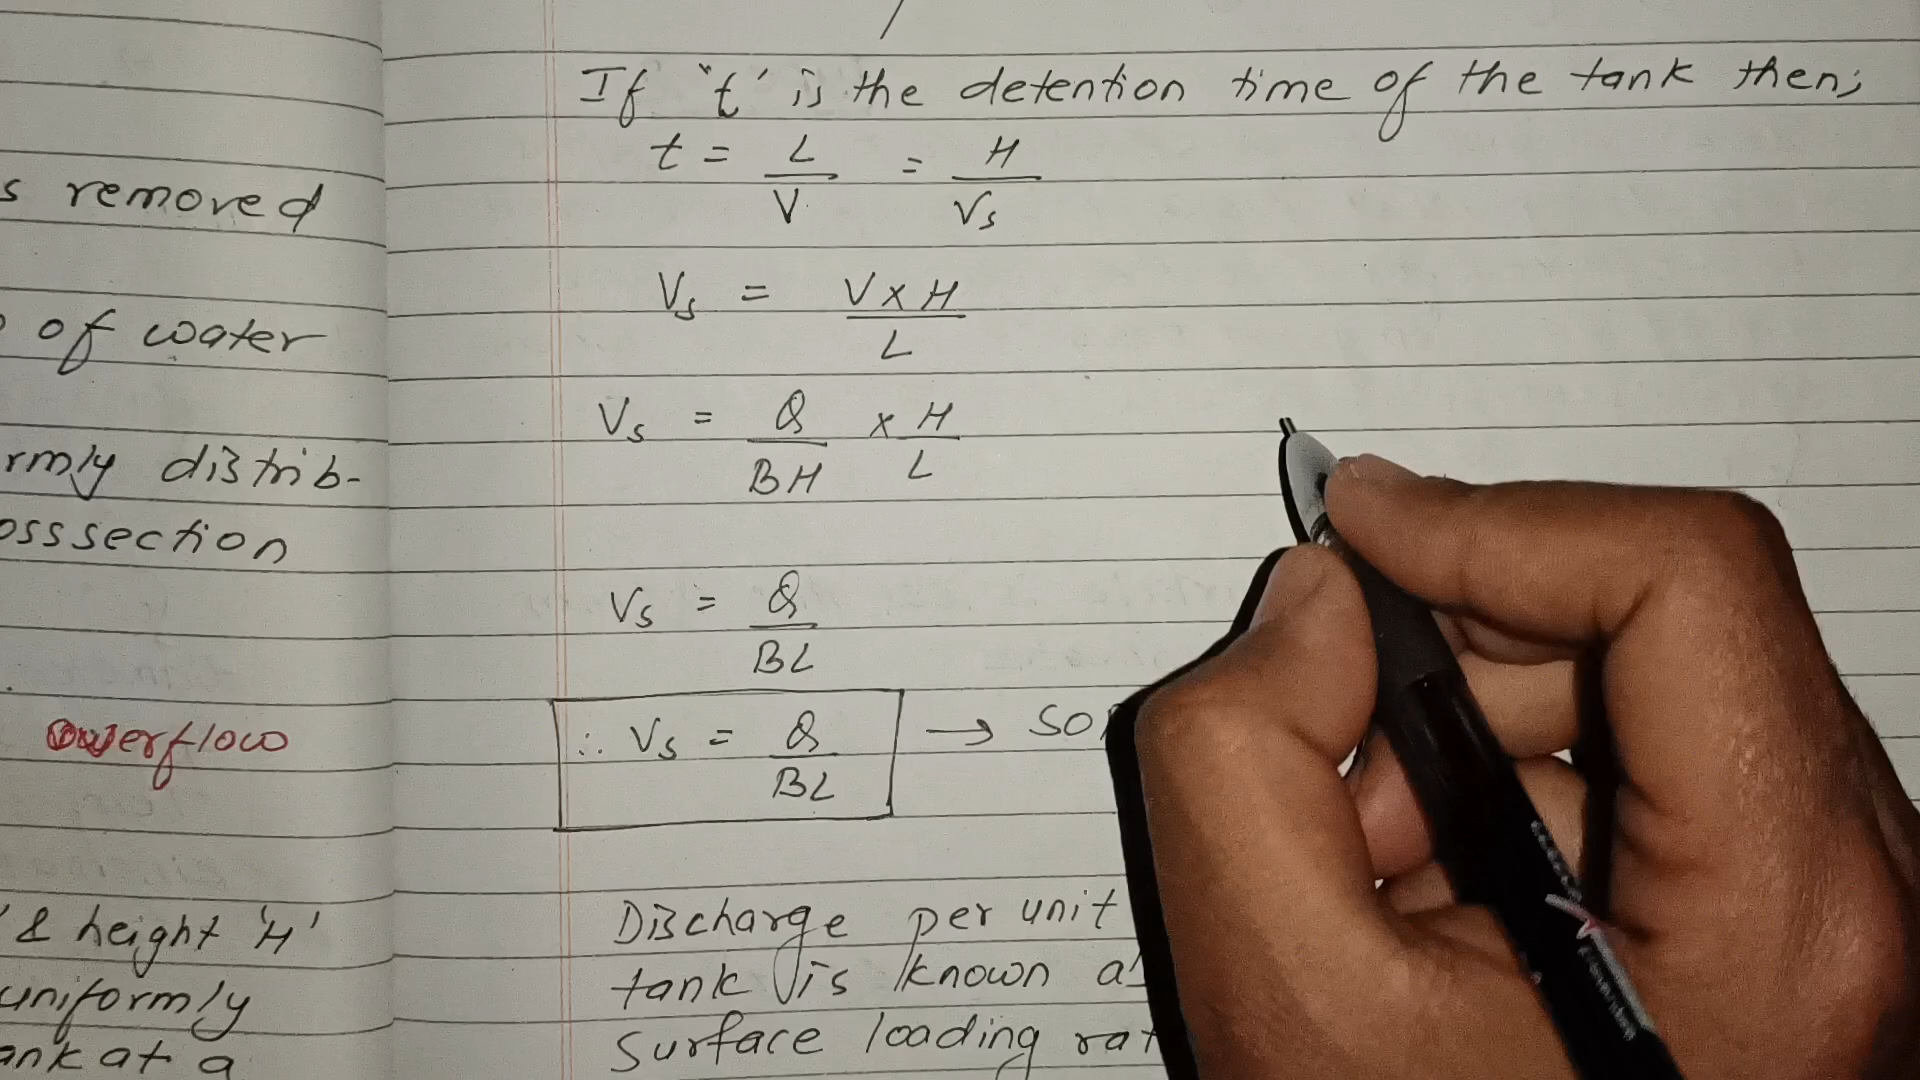 s removed
of water
rmly distrib-
osssection
Overflow
' & height 'H'
uniformly
ank at a
If 't' is the detention time of the tank then;
t = L/V = H/Vs
Vs = V x H / L
Vs = Q/BH x H/L
Vs = Q/BL
∴ Vs = Q/BL → SO
Discharge per unit
tank is known a
surface loading rat